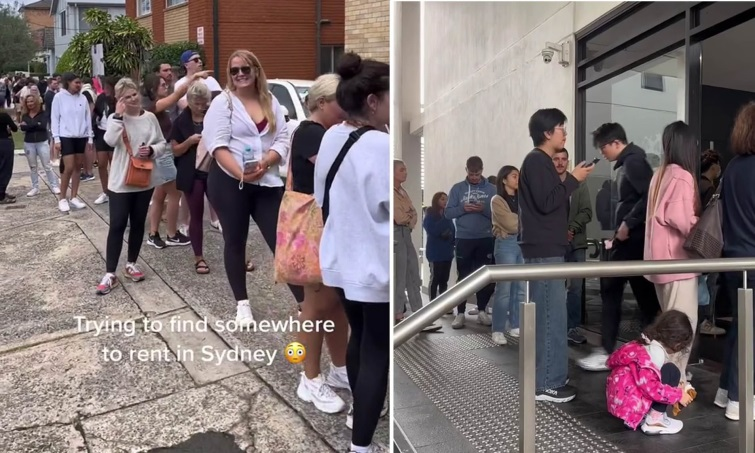 Trying to find somewhere
to rent in Sydney 😳